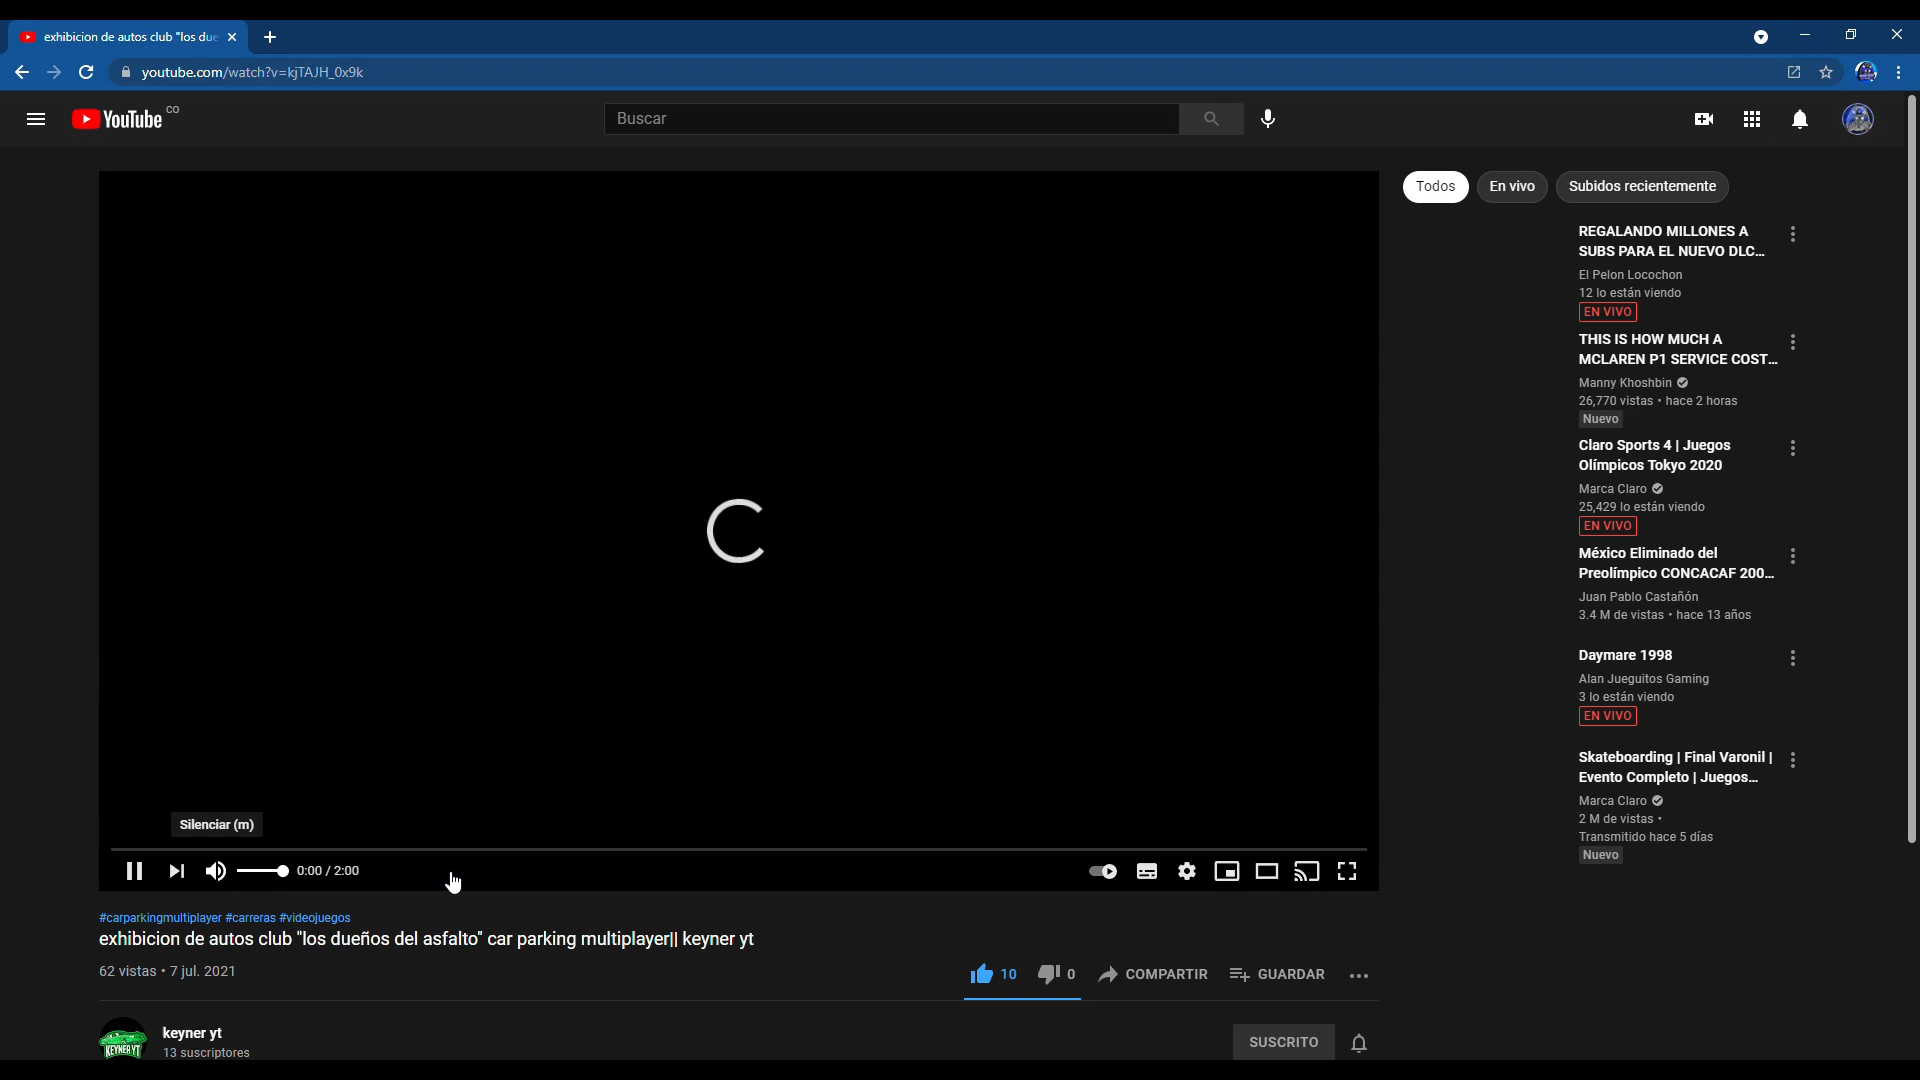 exhibicion de autos club "los due
youtube.com/watch?v=kjTAJH_0x9k
YouTube CO
Buscar
Todos
En vivo
Subidos recientemente
REGALANDO MILLONES A
SUBS PARA EL NUEVO DLC...
El Pelon Locochon
12 lo están viendo
EN VIVO
THIS IS HOW MUCH A
MCLAREN P1 SERVICE COST...
Manny Khoshbin
26,770 vistas • hace 2 horas
Nuevo
Claro Sports 4 | Juegos
Olímpicos Tokyo 2020
Marca Claro
25,429 lo están viendo
EN VIVO
México Eliminado del
Preolímpico CONCACAF 200...
Juan Pablo Castañón
3.4 M de vistas • hace 13 años
Daymare 1998
Alan Jueguitos Gaming
3 lo están viendo
EN VIVO
Skateboarding | Final Varonil |
Evento Completo | Juegos...
Marca Claro
2 M de vistas •
Transmitido hace 5 días
Nuevo
Silenciar (m)
0:00 / 2:00
#carparkingmultiplayer #carreras #videojuegos
exhibicion de autos club "los dueños del asfalto" car parking multiplayer|| keyner yt
62 vistas • 7 jul. 2021
10
0
COMPARTIR
GUARDAR
KEYNER YT
keyner yt
13 suscriptores
SUSCRITO